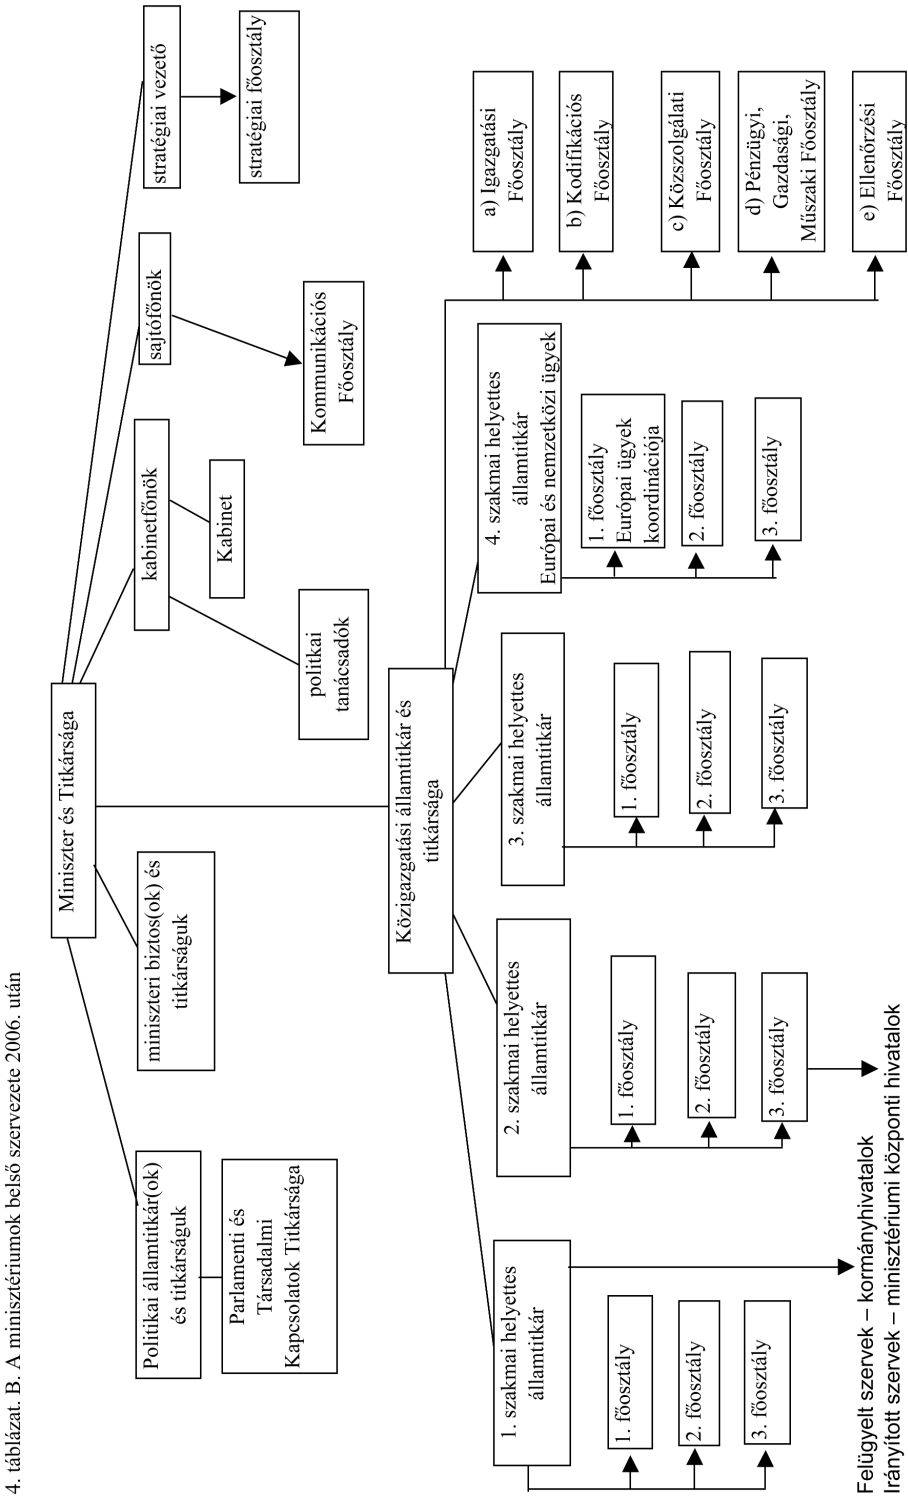 4. táblázat. B. A minisztériumok belső szervezete 2006. után
Miniszter és Titkársága
Politikai államtitkár(ok)
és titkárságuk
Parlamenti és
Társadalmi
Kapcsolatok Titkársága
miniszteri biztos(ok) és
titkárságuk
kabinetfőnök
Kabinet
politkai
tanácsadók
sajtófőnök
Kommunikációs
Főosztály
stratégiai vezető
stratégiai főosztály
Közigazgatási államtitkár és
titkársága
1. szakmai helyettes
államtitkár
1. főosztály
2. főosztály
3. főosztály
2. szakmai helyettes
államtitkár
1. főosztály
2. főosztály
3. főosztály
3. szakmai helyettes
államtitkár
1. főosztály
2. főosztály
3. főosztály
4. szakmai helyettes
államtitkár
Európai és nemzetközi ügyek
1. főosztály
Európai ügyek
koordinációja
2. főosztály
3. főosztály
a) Igazgatási
Főosztály
b) Kodifikációs
Főosztály
c) Közszolgálati
Főosztály
d) Pénzügyi,
Gazdasági,
Műszaki Főosztály
e) Ellenőrzési
Főosztály
Felügyelt szervek – kormányhivatalok
Irányított szervek – minisztériumi központi hivatalok